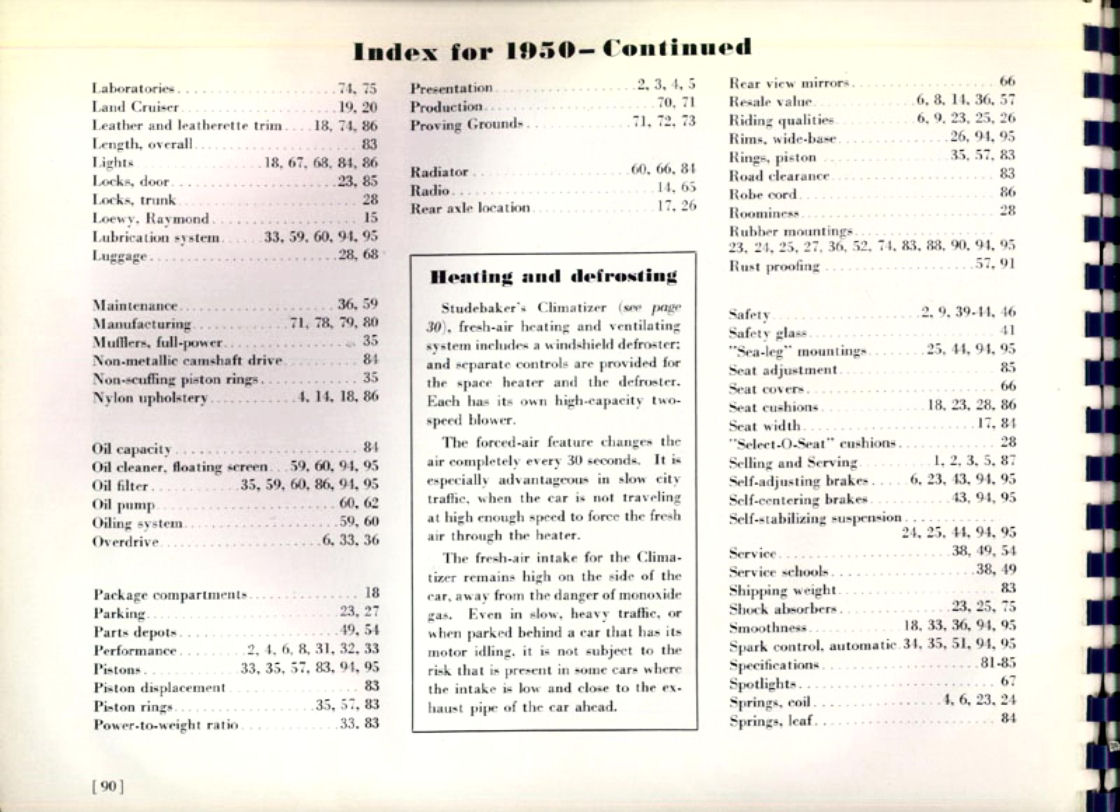 Index for 1950—Continued
Laboratories 74, 75
Land Cruiser 19, 20
Leather and leatherette trim 18, 74, 86
Length, overall 83
Lights 18, 67, 68, 84, 86
Locks, door 23, 85
Locks, trunk 28
Loewy, Raymond 15
Lubrication system 33, 59, 60, 94, 95
Luggage 28, 68
Maintenance 36, 59
Manufacturing 71, 78, 79, 80
Mufflers, full-power 35
Non-metallic camshaft drive 84
Non-scuffing piston rings 35
Nylon upholstery 4, 14, 18, 86
Oil capacity 84
Oil cleaner, floating screen 59, 60, 94, 95
Oil filter 35, 59, 60, 86, 94, 95
Oil pump 60, 62
Oiling system 59, 60
Overdrive 6, 33, 36
Package compartments 18
Parking 23, 27
Parts depots 49, 54
Performance 2, 4, 6, 8, 31, 32, 33
Pistons 33, 35, 57, 83, 94, 95
Piston displacement 83
Piston rings 35, 57, 83
Power-to-weight ratio 33, 83
[ 90 ]
Presentation 2, 3, 4, 5
Production 70, 71
Proving Grounds 71, 72, 73
Radiator 60, 66, 84
Radio 14, 65
Rear axle location 17, 26
Heating and defrosting
Studebaker's Climatizer (see page
30), fresh-air heating and ventilating
system includes a windshield defroster;
and separate controls are provided for
the space heater and the defroster.
Each has its own high-capacity two-
speed blower.
The forced-air feature changes the
air completely every 30 seconds. It is
especially advantageous in slow city
traffic, when the car is not traveling
at high enough speed to force the fresh
air through the heater.
The fresh-air intake for the Clima-
tizer remains high on the side of the
car, away from the danger of monoxide
gas. Even in slow, heavy traffic, or
when parked behind a car that has its
motor idling, it is not subject to the
risk that is present in some cars where
the intake is low and close to the ex-
haust pipe of the car ahead.
Rear view mirrors 66
Resale value 6, 8, 14, 36, 57
Riding qualities 6, 9, 23, 25, 26
Rims, wide-base 26, 94, 95
Rings, piston 35, 57, 83
Road clearance 83
Robe cord 86
Roominess 28
Rubber mountings
23, 24, 25, 27, 36, 52, 74, 83, 88, 90, 94, 95
Rust proofing 57, 91
Safety 2, 9, 39-44, 46
Safety glass 41
"Sea-leg" mountings 25, 44, 94, 95
Seat adjustment 85
Seat covers 66
Seat cushions 18, 23, 28, 86
Seat width 17, 84
"Select-O-Seat" cushions 28
Selling and Serving 1, 2, 3, 5, 87
Self-adjusting brakes 6, 23, 43, 94, 95
Self-centering brakes 43, 94, 95
Self-stabilizing suspension
24, 25, 44, 94, 95
Service 38, 49, 54
Service schools 38, 49
Shipping weight 83
Shock absorbers 23, 25, 75
Smoothness 18, 33, 36, 94, 95
Spark control, automatic 34, 35, 51, 94, 95
Specifications 81-85
Spotlights 67
Springs, coil 4, 6, 23, 24
Springs, leaf 84